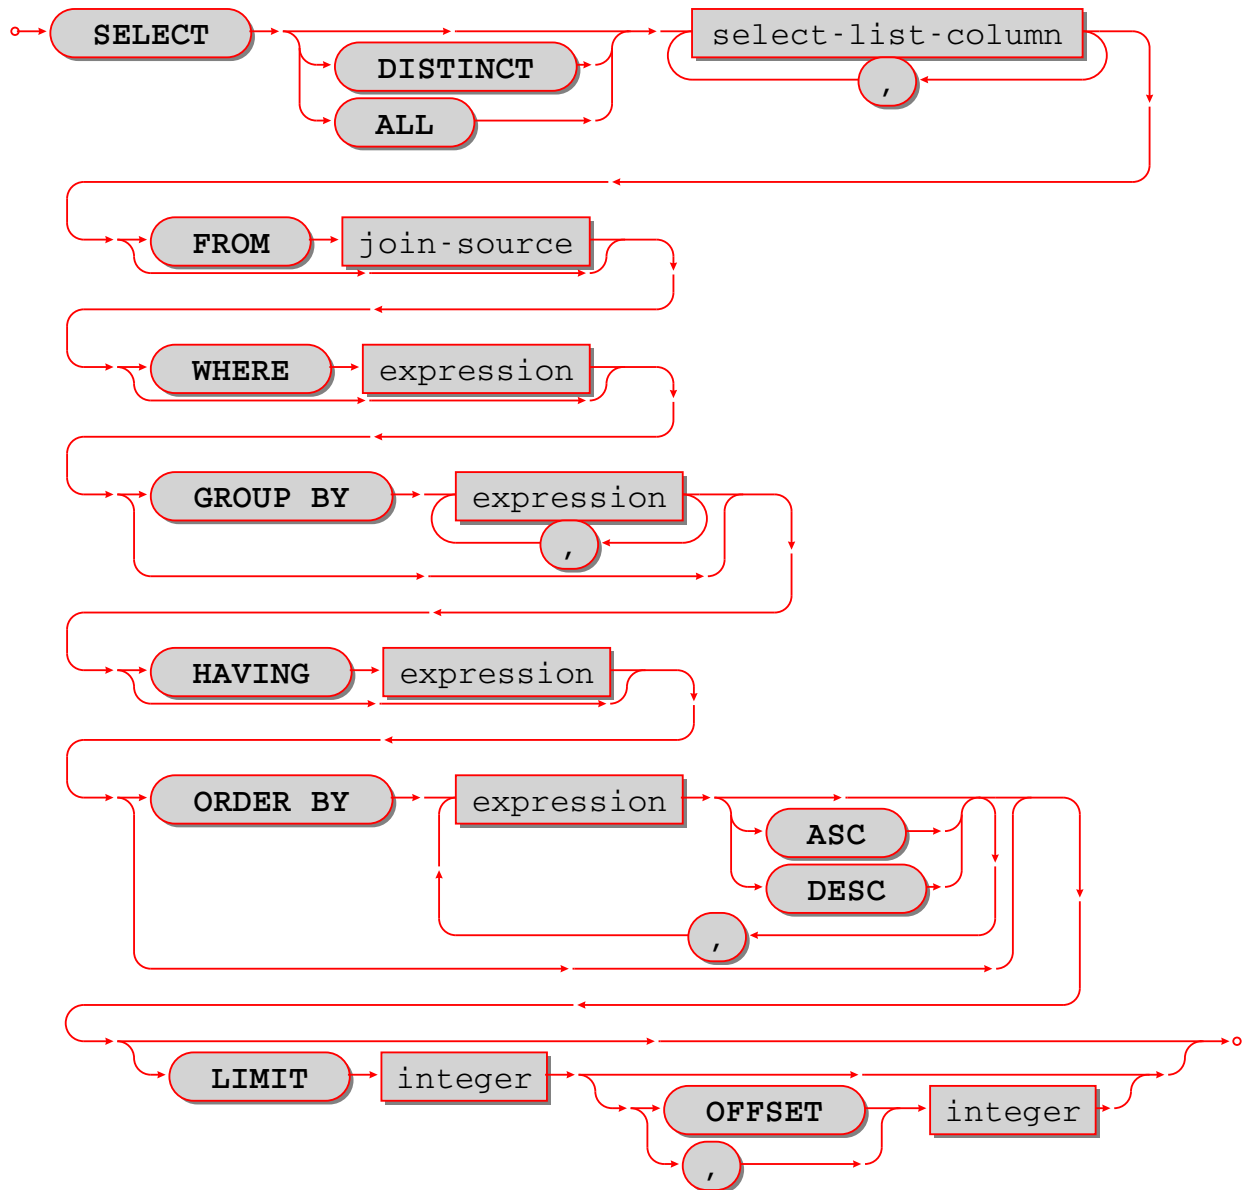 SELECT select-list-column
DISTINCT ,
ALL
FROM join-source
WHERE expression
GROUP BY expression
,
HAVING expression
ORDER BY expression
ASC
DESC
,
LIMIT integer
OFFSET integer
,